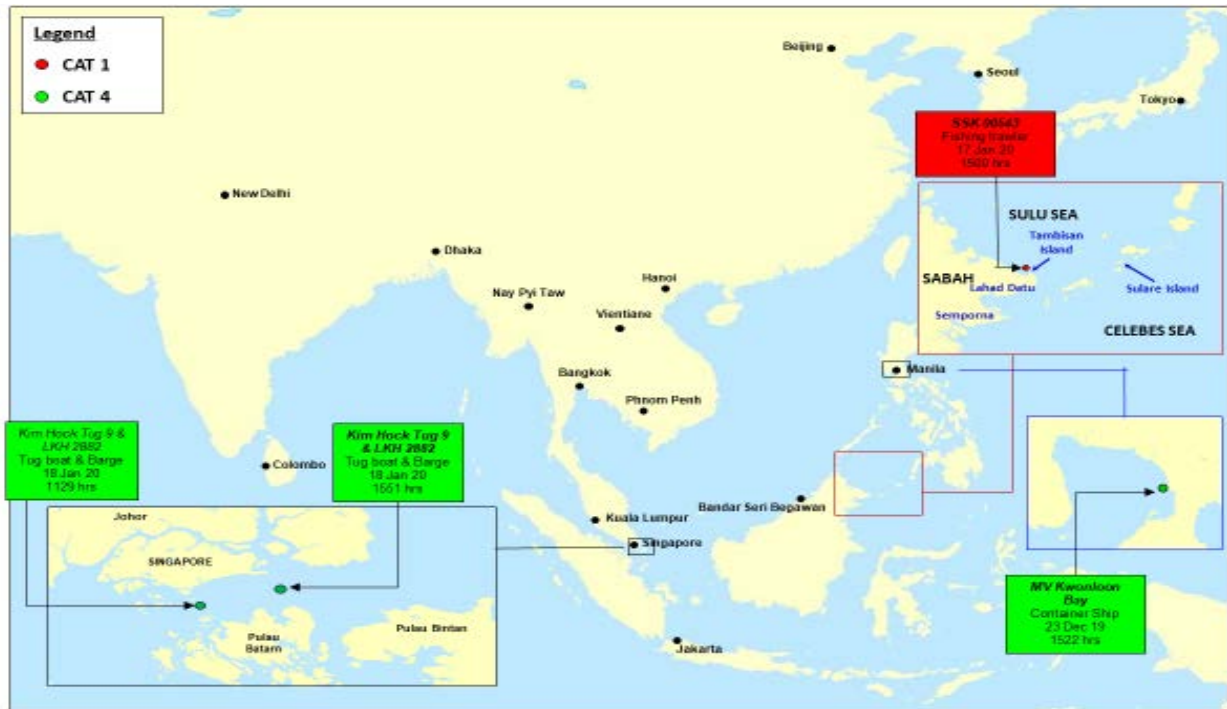 Legend
CAT 1
CAT 4
Beijing
Seoul
Tokyo
SSK 00543
Fishing trawler
17 Jan 20
1500 hrs
New Delhi
SULU SEA
Tambisan
Island
Dhaka
Hanoi
SABAH
Lahad Datu
Sulare Island
Nay Pyi Taw
Vientiane
Semporna
CELEBES SEA
Bangkok
Manila
Phnom Penh
Kim Hock Tug 9 &
LKH 2882
Tug boat & Barge
18 Jan 20
1129 hrs
Kim Hock Tug 9
& LKH 2882
Tug boat & Barge
18 Jan 20
1551 hrs
Colombo
Bandar Seri Begawan
Kuala Lumpur
Singapore
Johor
SINGAPORE
Pulau Bintan
Pulau
Batam
MV Kwonloon
Bay
Container Ship
23 Dec 19
1522 hrs
Jakarta